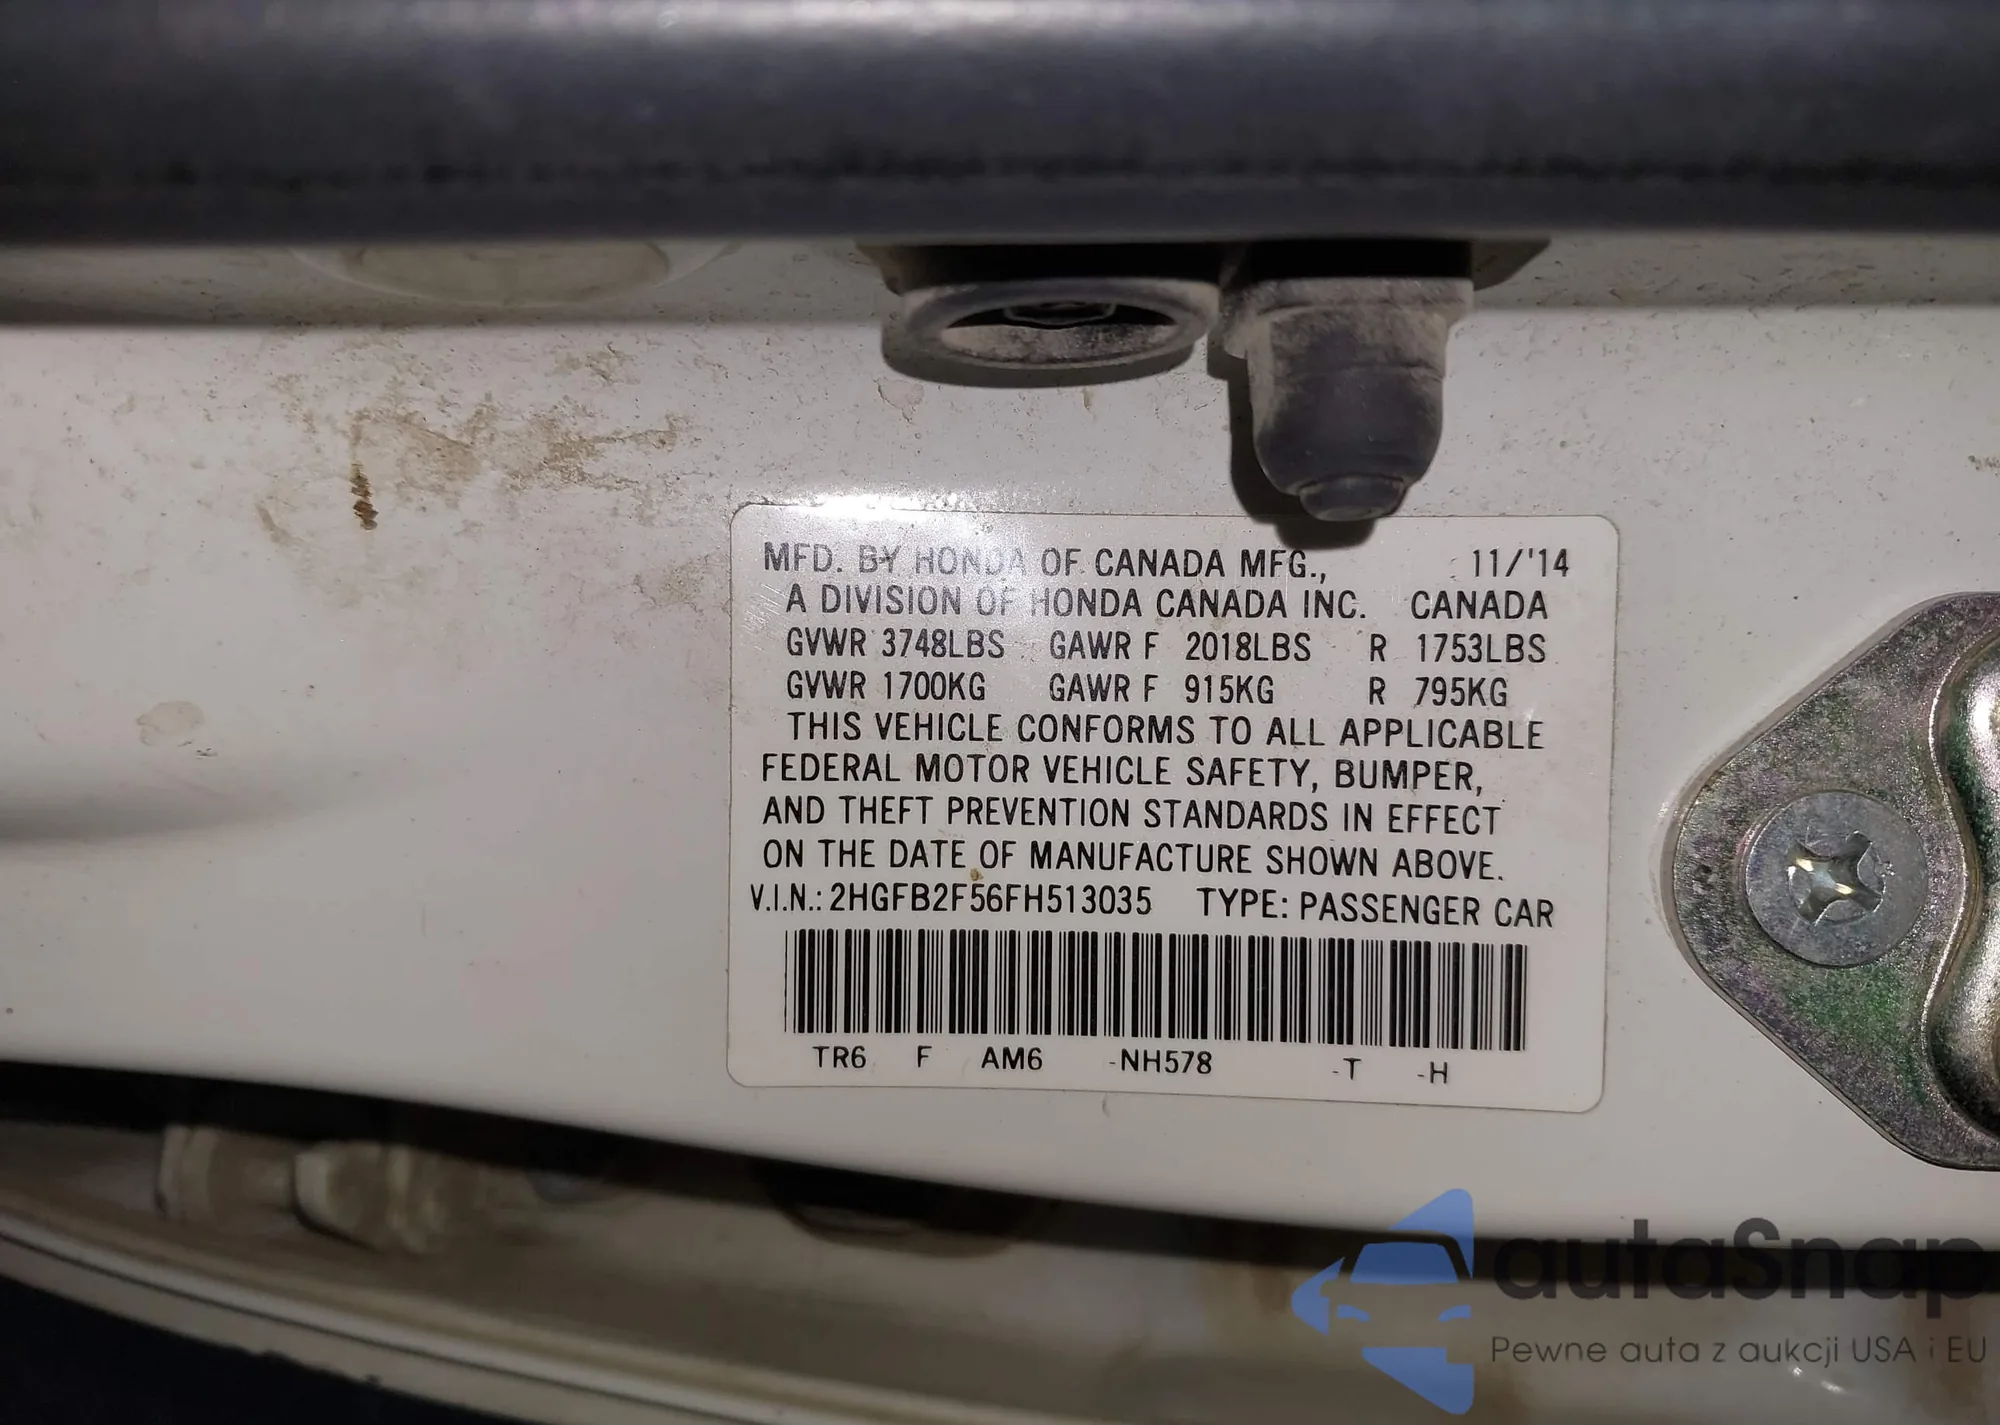 MFD. BY HONDA OF CANADA MFG., 11/'14
A DIVISION OF HONDA CANADA INC. CANADA
GVWR 3748LBS GAWR F 2018LBS R 1753LBS
GVWR 1700KG GAWR F 915KG R 795KG
THIS VEHICLE CONFORMS TO ALL APPLICABLE
FEDERAL MOTOR VEHICLE SAFETY, BUMPER,
AND THEFT PREVENTION STANDARDS IN EFFECT
ON THE DATE OF MANUFACTURE SHOWN ABOVE.
V.I.N.: 2HGFB2F56FH513035 TYPE: PASSENGER CAR
TR6 F AM6 -NH578 -T -H
autaSnap
Pewne auta z aukcji USA i EU